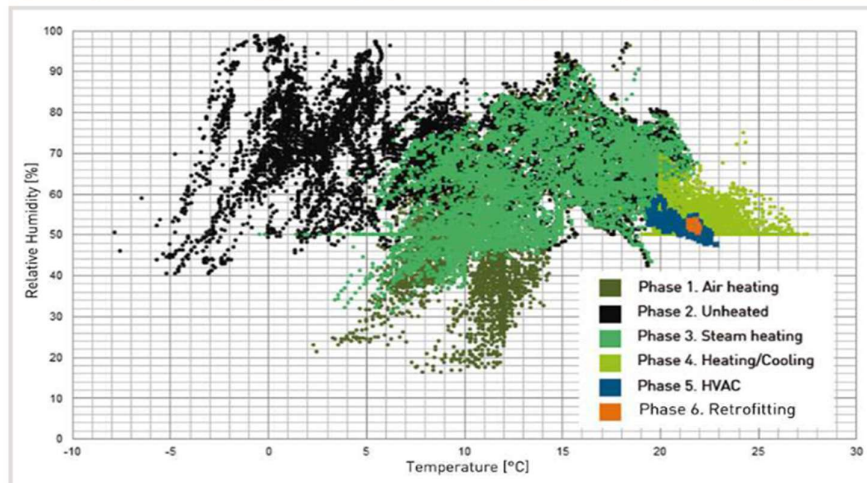 Relative Humidity [%]
100
90
80
70
60
50
40
30
20
10
0
-10
-5
0
5
10
15
20
25
30
Temperature [°C]
Phase 1. Air heating
Phase 2. Unheated
Phase 3. Steam heating
Phase 4. Heating/Cooling
Phase 5. HVAC
Phase 6. Retrofitting